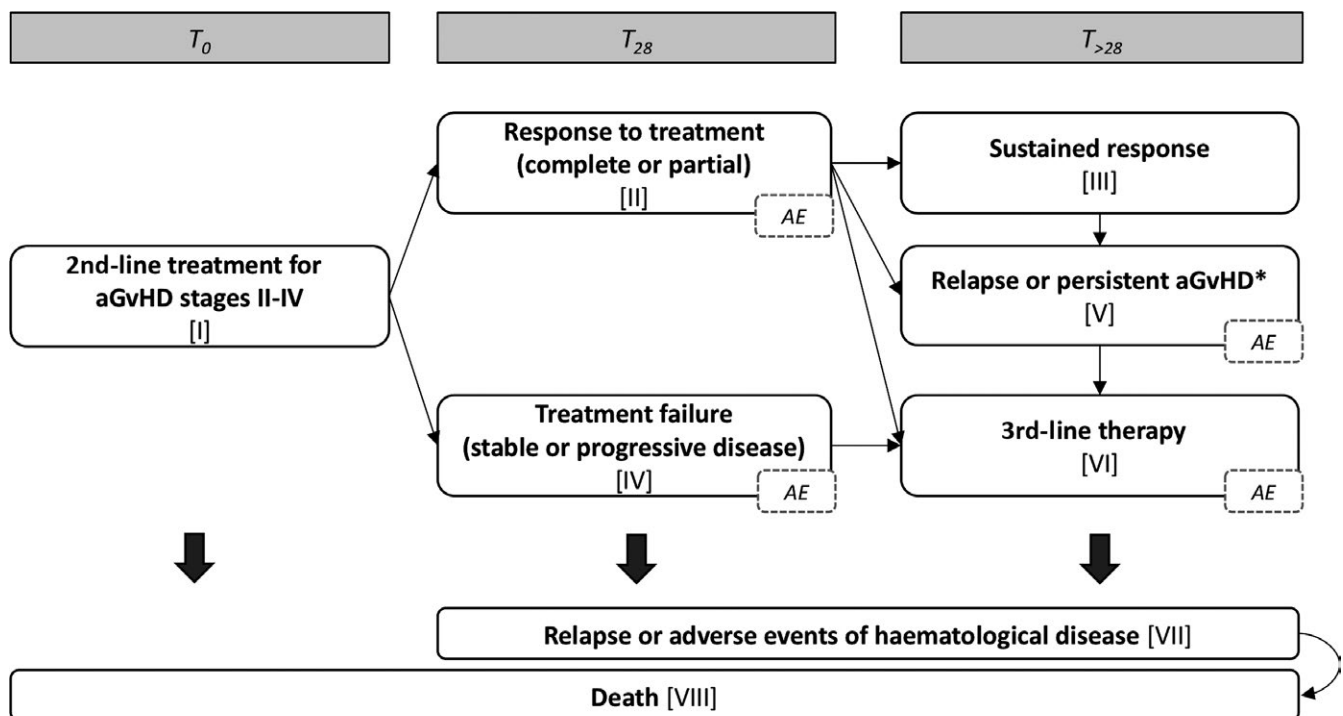 T0
T28
T>28
Response to treatment
(complete or partial)
[II]
AE
Sustained response
[III]
2nd-line treatment for
aGvHD stages II-IV
[I]
Relapse or persistent aGvHD*
[V]
AE
Treatment failure
(stable or progressive disease)
[IV]
AE
3rd-line therapy
[VI]
AE
Relapse or adverse events of haematological disease [VII]
Death [VIII]